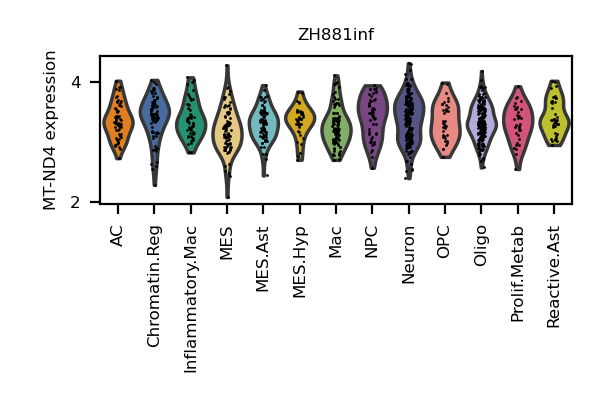 ZH881inf
MT-ND4 expression
4
2
AC
Chromatin.Reg
Inflammatory.Mac
MES
MES.Ast
MES.Hyp
Mac
NPC
Neuron
OPC
Oligo
Prolif.Metab
Reactive.Ast